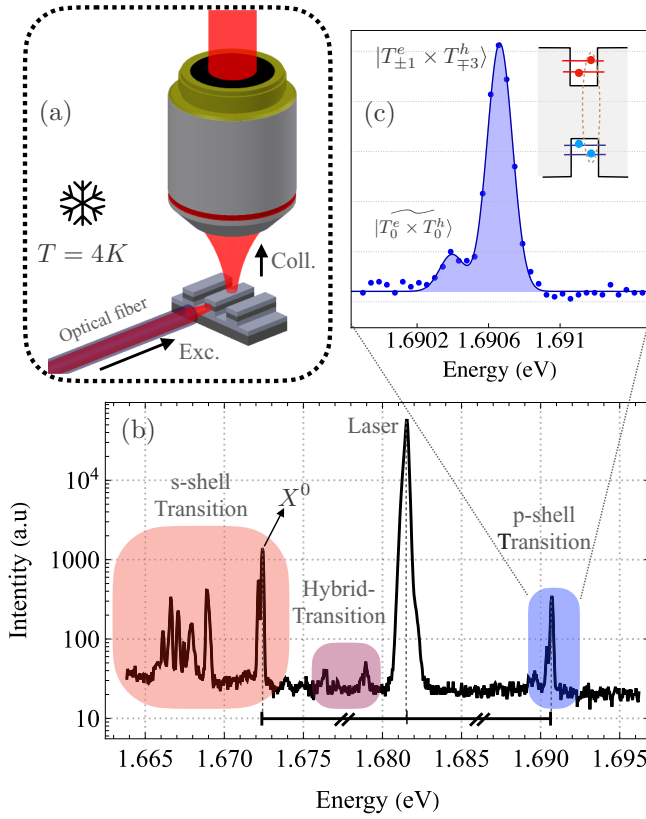 (a)
T = 4K
Coll.
Optical fiber
Exc.
(c)
|T^e_{±1} × T^h_{∓3}⟩
|\widetilde{T^e_0 × T^h_0}⟩
1.6902 1.6906 1.691
Energy (eV)
(b)
Laser
s-shell
Transition
X^0
Hybrid-
Transition
p-shell
Transition
10^4
1000
100
10
Intentity (a.u)
1.665 1.670 1.675 1.680 1.685 1.690 1.695
Energy (eV)